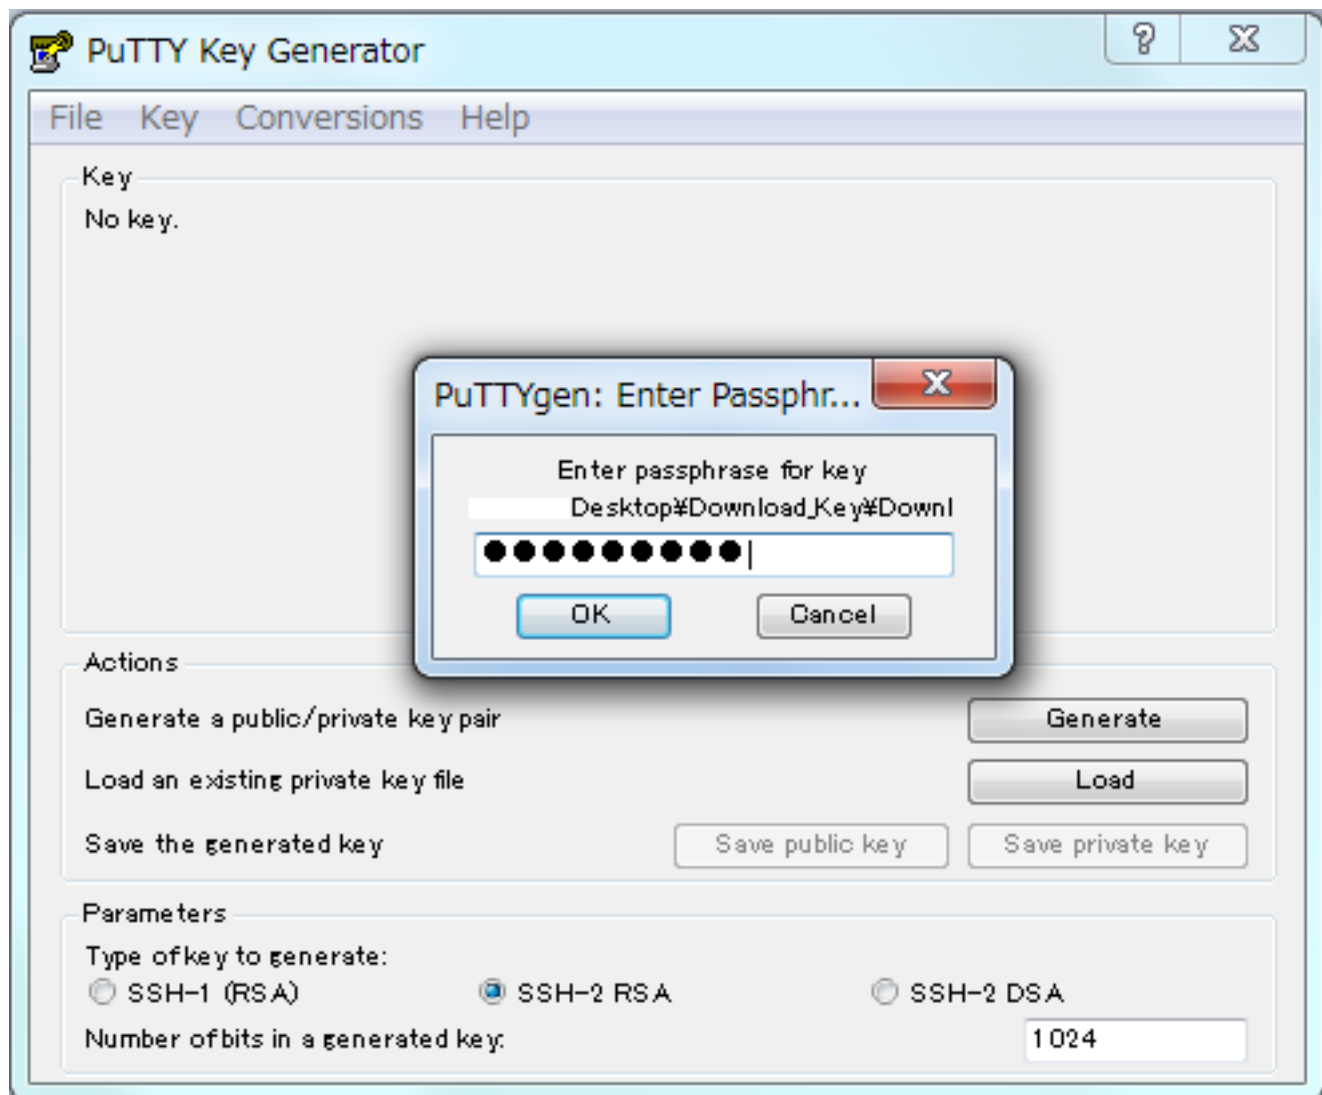 PuTTY Key Generator
File Key Conversions Help
Key
No key.
PuTTYgen: Enter Passphr...
Enter passphrase for key
Desktop¥Download_Key¥Downl
●●●●●●●●●
OK Cancel
Actions
Generate a public/private key pair Generate
Load an existing private key file Load
Save the generated key Save public key Save private key
Parameters
Type of key to generate:
SSH-1 (RSA) SSH-2 RSA SSH-2 DSA
Number of bits in a generated key: 1024